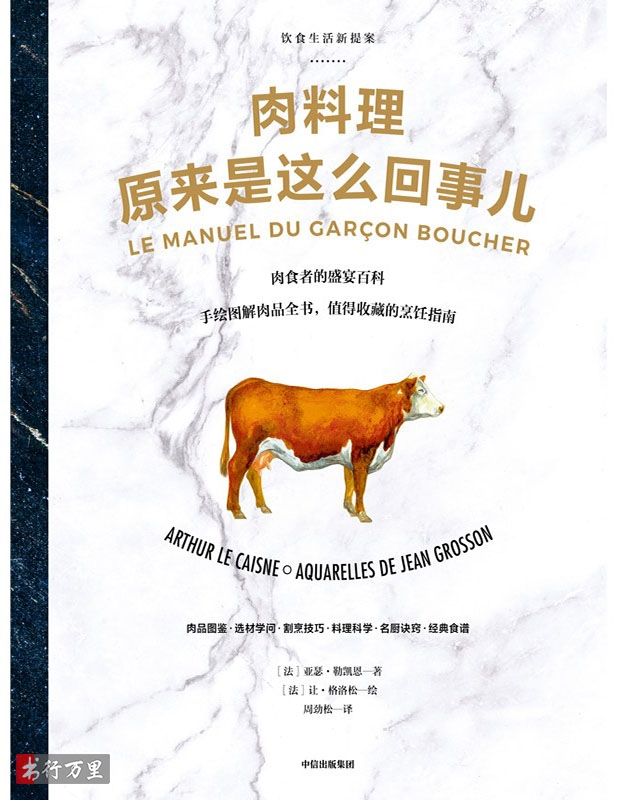 饮食生活新提案
肉料理
原来是这么回事儿
LE MANUEL DU GARÇON BOUCHER
肉食者的盛宴百科
手绘图解肉品全书，值得收藏的烹饪指南
ARTHUR LE CAISNE ○ AQUARELLES DE JEAN GROSSON
肉品图鉴·选材学问·割烹技巧·料理科学·名厨诀窍·经典食谱
［法］亚瑟·勒凯恩—著
［法］让·格洛松—绘
周劲松—译
中信出版集团
书行万里